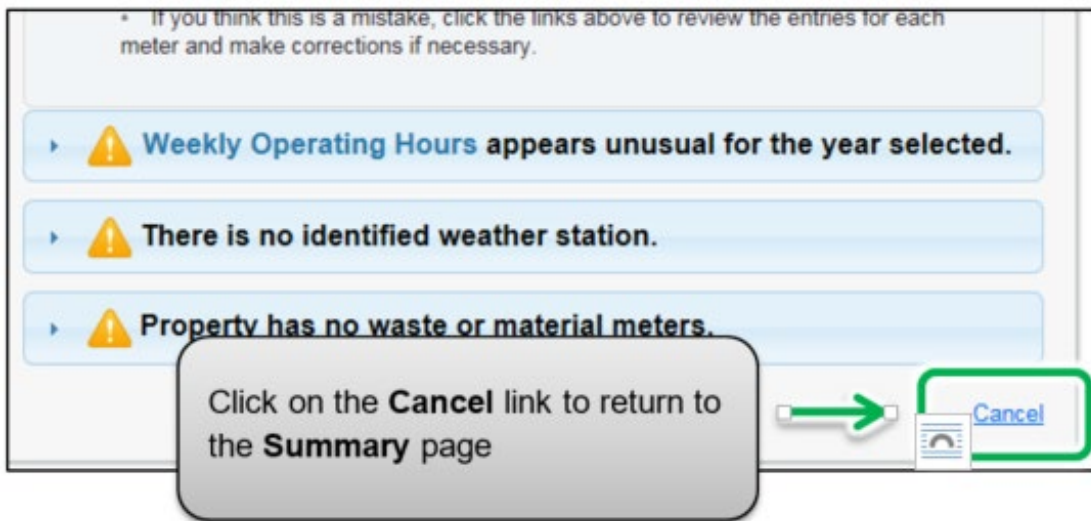 • If you think this is a mistake, click the links above to review the entries for each
meter and make corrections if necessary.
Weekly Operating Hours appears unusual for the year selected.
There is no identified weather station.
Property has no waste or material meters.
Click on the Cancel link to return to
the Summary page
Cancel